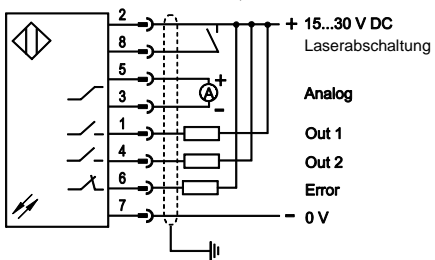 2 + 15...30 V DC
8 Laserabschaltung
5 +
A Analog
3 -
1 Out 1
4 Out 2
6 Error
7 - 0 V